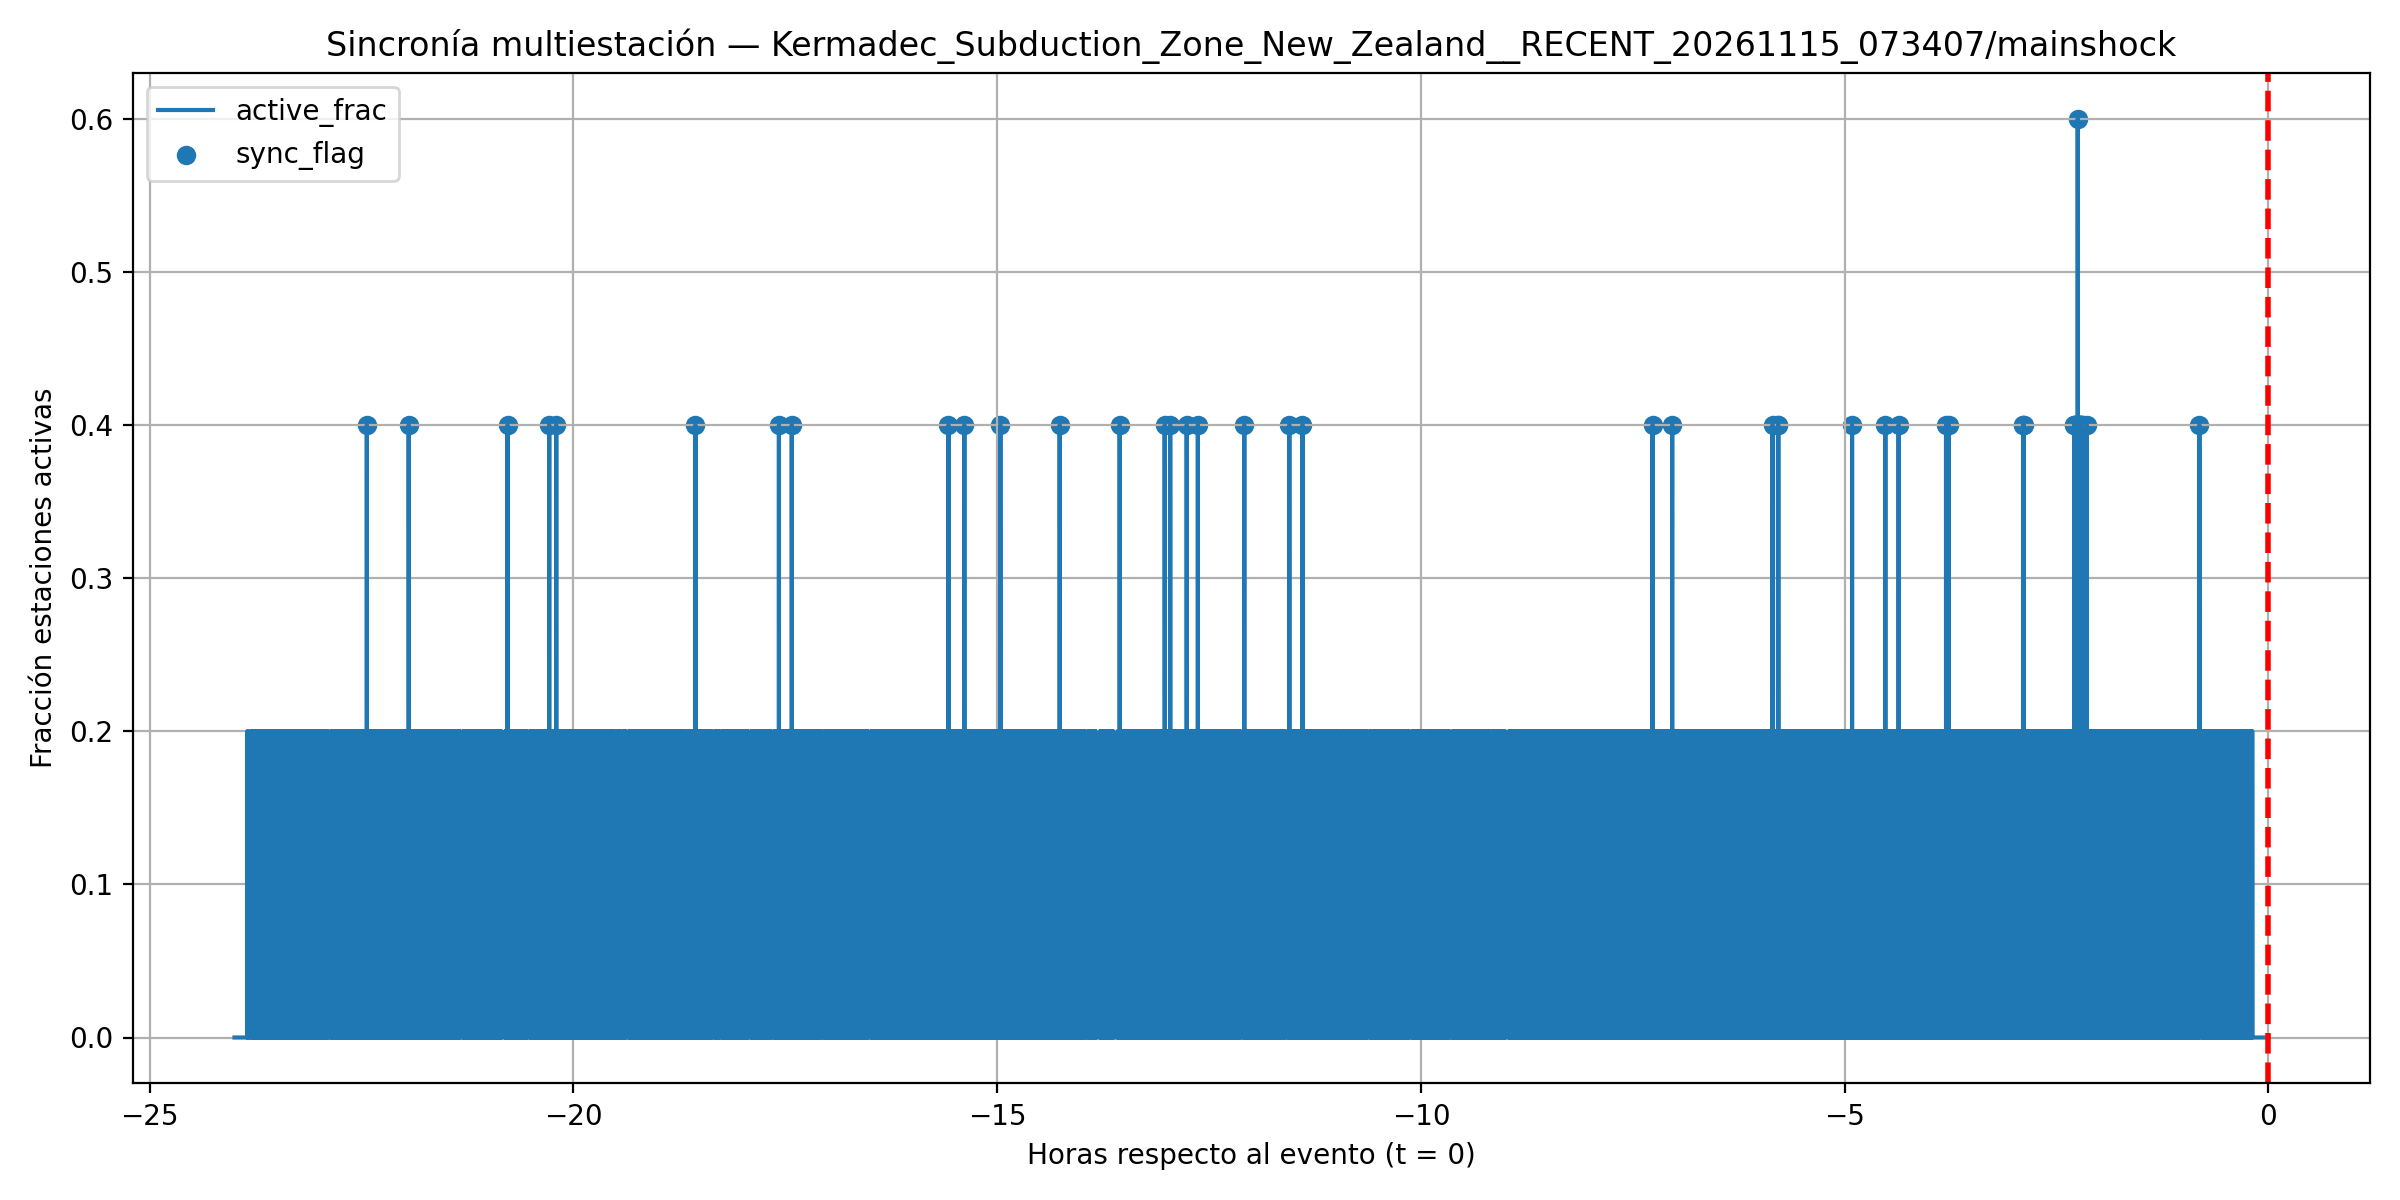 Sincronía multiestación — Kermadec_Subduction_Zone_New_Zealand__RECENT_20261115_073407/mainshock
active_frac
sync_flag
Fracción estaciones activas
0.6
0.5
0.4
0.3
0.2
0.1
0.0
−25
−20
−15
−10
−5
0
Horas respecto al evento (t = 0)